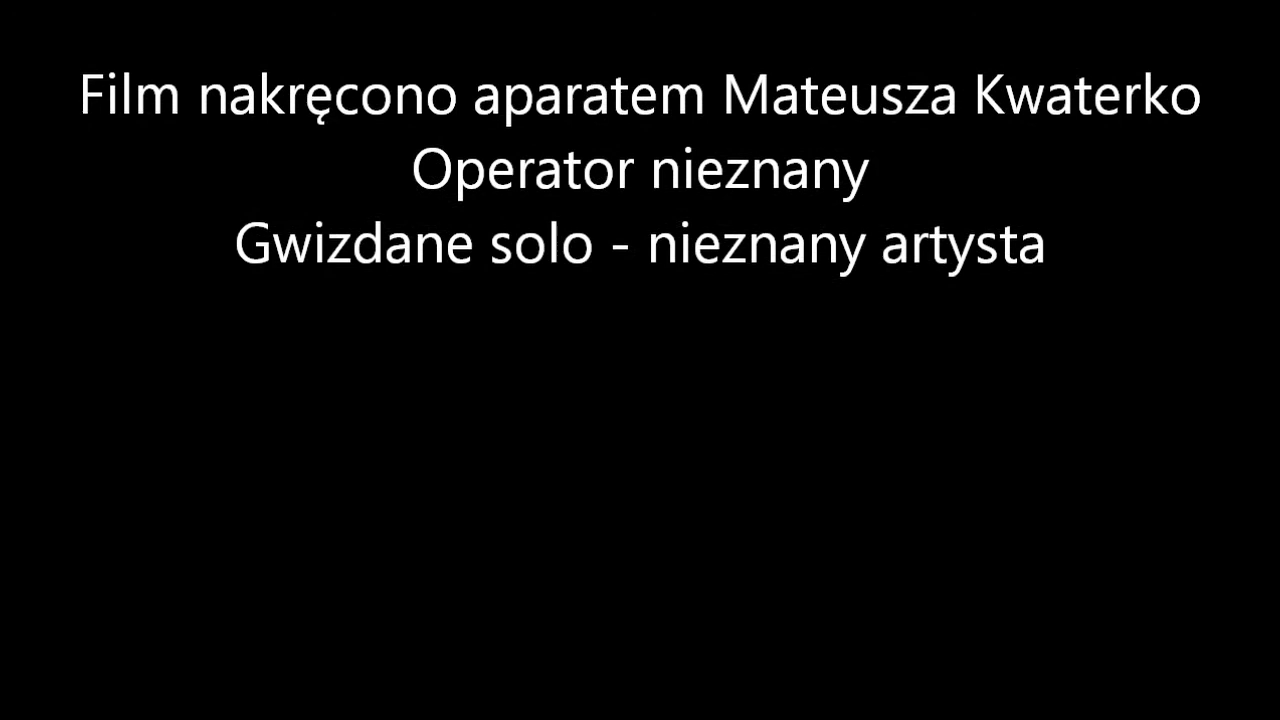 Film nakręcono aparatem Mateusza Kwaterko
Operator nieznany
Gwizdane solo - nieznany artysta